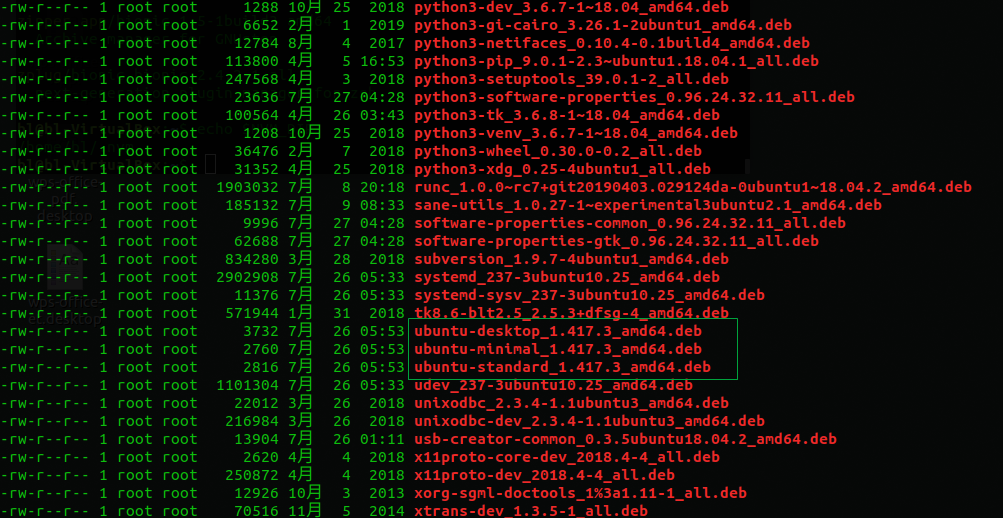 -rw-r--r-- 1 root root 1288 10月 25 2018 python3-dev_3.6.7-1~18.04_amd64.deb
-rw-r--r-- 1 root root 6652 2月 1 2019 python3-gi-cairo_3.26.1-2ubuntu1_amd64.deb
-rw-r--r-- 1 root root 12784 8月 4 2017 python3-netifaces_0.10.4-0.1build4_amd64.deb
-rw-r--r-- 1 root root 113800 4月 5 16:53 python3-pip_9.0.1-2.3~ubuntu1.18.04.1_all.deb
-rw-r--r-- 1 root root 247568 4月 3 2018 python3-setuptools_39.0.1-2_all.deb
-rw-r--r-- 1 root root 23636 7月 27 04:28 python3-software-properties_0.96.24.32.11_all.deb
-rw-r--r-- 1 root root 100564 4月 26 03:43 python3-tk_3.6.8-1~18.04_amd64.deb
-rw-r--r-- 1 root root 1208 10月 25 2018 python3-venv_3.6.7-1~18.04_amd64.deb
-rw-r--r-- 1 root root 36476 2月 7 2018 python3-wheel_0.30.0-0.2_all.deb
-rw-r--r-- 1 root root 31352 4月 25 2018 python3-xdg_0.25-4ubuntu1_all.deb
-rw-r--r-- 1 root root 1903032 7月 8 20:18 runc_1.0.0~rc7+git20190403.029124da-0ubuntu1~18.04.2_amd64.deb
-rw-r--r-- 1 root root 185132 7月 9 08:33 sane-utils_1.0.27-1~experimental3ubuntu2.1_amd64.deb
-rw-r--r-- 1 root root 9996 7月 27 04:28 software-properties-common_0.96.24.32.11_all.deb
-rw-r--r-- 1 root root 62688 7月 27 04:28 software-properties-gtk_0.96.24.32.11_all.deb
-rw-r--r-- 1 root root 834280 3月 28 2018 subversion_1.9.7-4ubuntu1_amd64.deb
-rw-r--r-- 1 root root 2902908 7月 26 05:33 systemd_237-3ubuntu10.25_amd64.deb
-rw-r--r-- 1 root root 11376 7月 26 05:33 systemd-sysv_237-3ubuntu10.25_amd64.deb
-rw-r--r-- 1 root root 571944 1月 31 2018 tk8.6-blt2.5_2.5.3+dfsg-4_amd64.deb
-rw-r--r-- 1 root root 3732 7月 26 05:53 ubuntu-desktop_1.417.3_amd64.deb
-rw-r--r-- 1 root root 2760 7月 26 05:53 ubuntu-minimal_1.417.3_amd64.deb
-rw-r--r-- 1 root root 2816 7月 26 05:53 ubuntu-standard_1.417.3_amd64.deb
-rw-r--r-- 1 root root 1101304 7月 26 05:33 udev_237-3ubuntu10.25_amd64.deb
-rw-r--r-- 1 root root 22012 3月 26 2018 unixodbc_2.3.4-1.1ubuntu3_amd64.deb
-rw-r--r-- 1 root root 216984 3月 26 2018 unixodbc-dev_2.3.4-1.1ubuntu3_amd64.deb
-rw-r--r-- 1 root root 13904 7月 26 01:11 usb-creator-common_0.3.5ubuntu18.04.2_amd64.deb
-rw-r--r-- 1 root root 2620 4月 4 2018 x11proto-core-dev_2018.4-4_all.deb
-rw-r--r-- 1 root root 250872 4月 4 2018 x11proto-dev_2018.4-4_all.deb
-rw-r--r-- 1 root root 12926 10月 3 2013 xorg-sgml-doctools_1%3a1.11-1_all.deb
-rw-r--r-- 1 root root 70516 11月 5 2014 xtrans-dev_1.3.5-1_all.deb